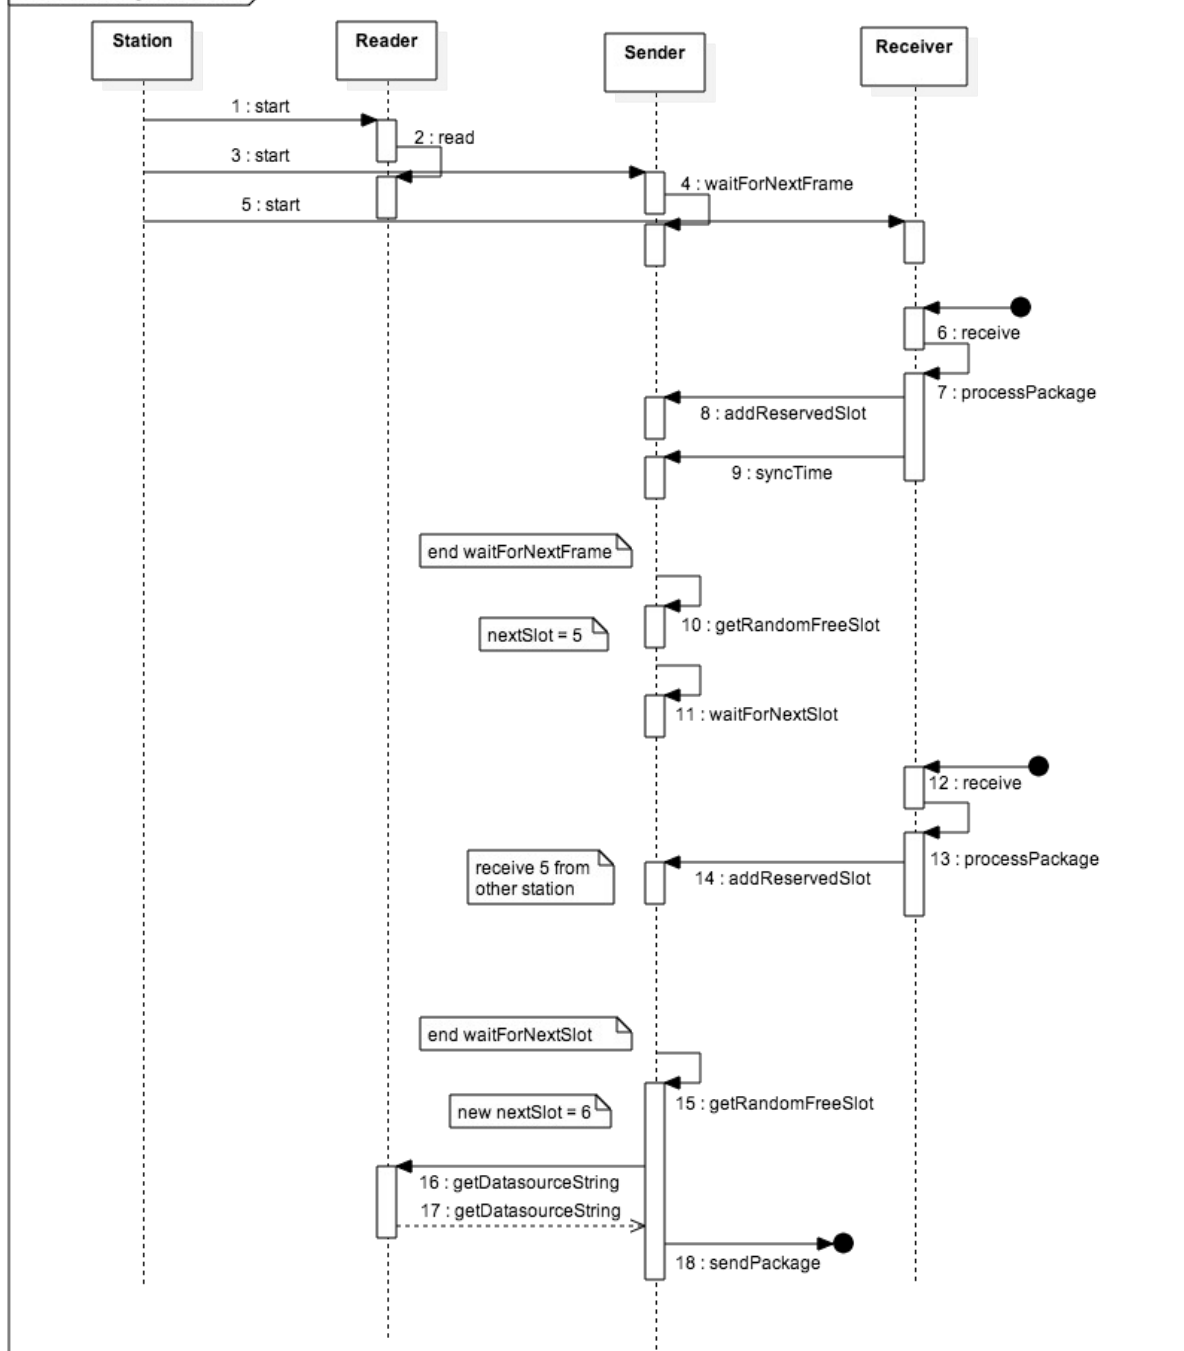 Station
Reader
Sender
Receiver
1 : start
2 : read
3 : start
4 : waitForNextFrame
5 : start
6 : receive
7 : processPackage
8 : addReservedSlot
9 : syncTime
end waitForNextFrame
10 : getRandomFreeSlot
nextSlot = 5
11 : waitForNextSlot
12 : receive
13 : processPackage
receive 5 from
other station
14 : addReservedSlot
end waitForNextSlot
15 : getRandomFreeSlot
new nextSlot = 6
16 : getDatasourceString
17 : getDatasourceString
18 : sendPackage